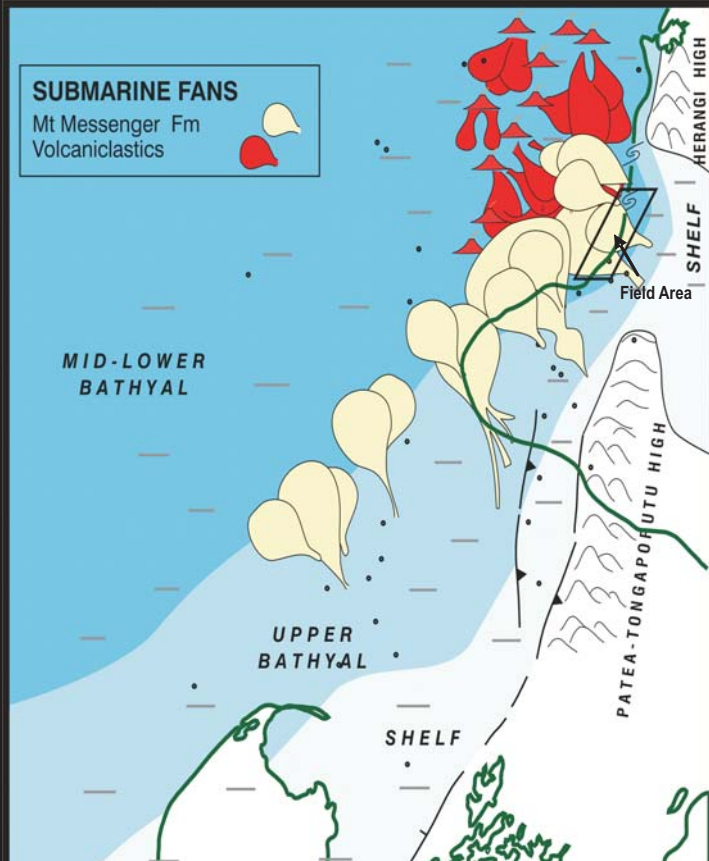 SUBMARINE FANS
Mt Messenger Fm
Volcaniclastics
HERANGI HIGH
SHELF
Field Area
MID-LOWER
BATHYAL
PATEA-TONGAPORUTU HIGH
UPPER
BATHYAL
SHELF